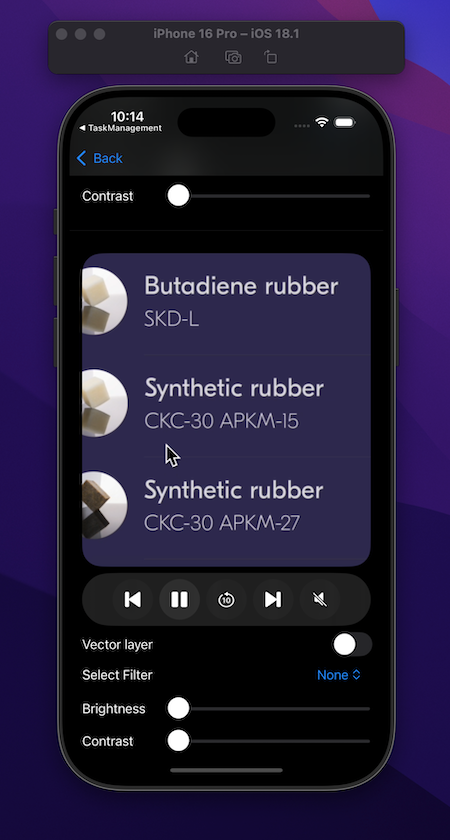 iPhone 16 Pro – iOS 18.1
10:14
TaskManagement
Back
Contrast
Butadiene rubber
SKD-L
Synthetic rubber
CKC-30 APKM-15
Synthetic rubber
CKC-30 APKM-27
10
Vector layer
Select Filter
None
Brightness
Contrast